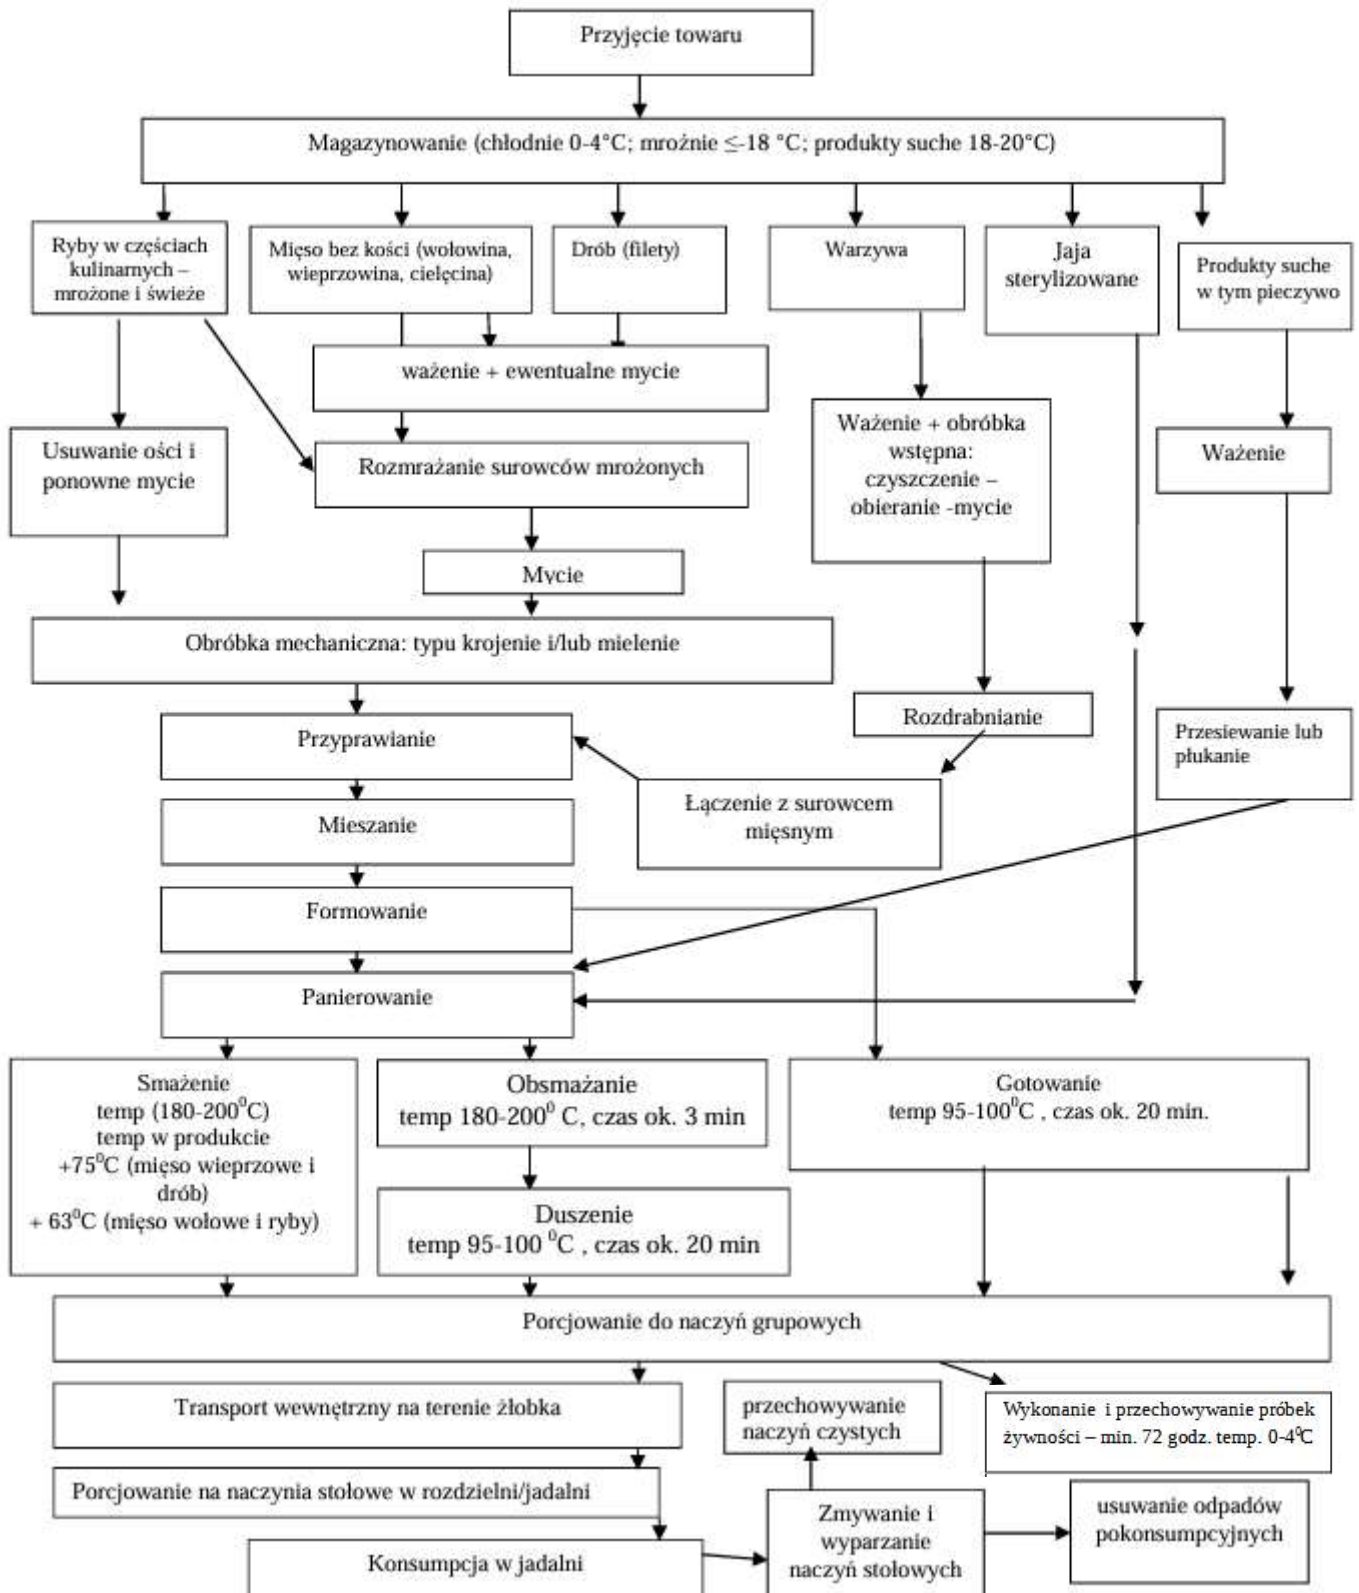 Przyjęcie towaru
Magazynowanie (chłodnie 0-4°C; mroźnie ≤-18 °C; produkty suche 18-20°C)
Ryby w częściach
kulinarnych –
mrożone i świeże
Mięso bez kości (wołowina,
wieprzowina, cielęcina)
Drób (filety)
Warzywa
Jaja
sterylizowane
Produkty suche
w tym pieczywo
ważenie + ewentualne mycie
Usuwanie ości i
ponowne mycie
Rozmrażanie surowców mrożonych
Ważenie + obróbka
wstępna:
czyszczenie –
obieranie -mycie
Ważenie
Mycie
Obróbka mechaniczna: typu krojenie i/lub mielenie
Rozdrabnianie
Przesiewanie lub
płukanie
Przyprawianie
Łączenie z surowcem
mięsnym
Mieszanie
Formowanie
Panierowanie
Smażenie
temp (180-200⁰C)
temp w produkcie
+75⁰C (mięso wieprzowe i
drób)
+ 63⁰C (mięso wołowe i ryby)
Obsmażanie
temp 180-200⁰ C, czas ok. 3 min
Gotowanie
temp 95-100⁰C , czas ok. 20 min.
Duszenie
temp 95-100 ⁰C , czas ok. 20 min
Porcjowanie do naczyń grupowych
Transport wewnętrzny na terenie żłobka
przechowywanie
naczyń czystych
Wykonanie i przechowywanie próbek
żywności – min. 72 godz. temp. 0-4⁰C
Porcjowanie na naczynia stołowe w rozdzielni/jadalni
Zmywanie i
wyparzanie
naczyń stołowych
usuwanie odpadów
pokonsumpcyjnych
Konsumpcja w jadalni